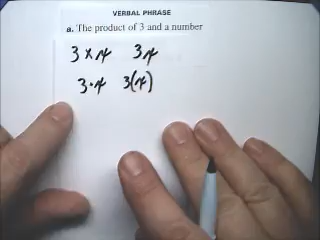 VERBAL PHRASE
a. The product of 3 and a number
3 × n 3n
3 · n 3(n)